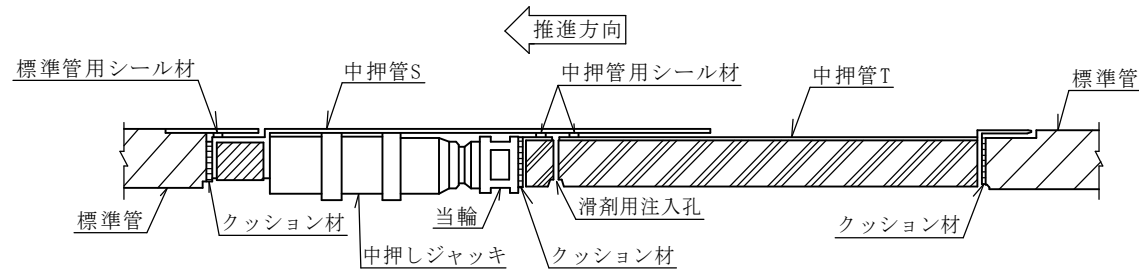 推進方向
標準管用シール材
中押管S
中押管用シール材
中押管T
標準管
標準管
クッション材
中押しジャッキ
当輪
クッション材
滑剤用注入孔
クッション材